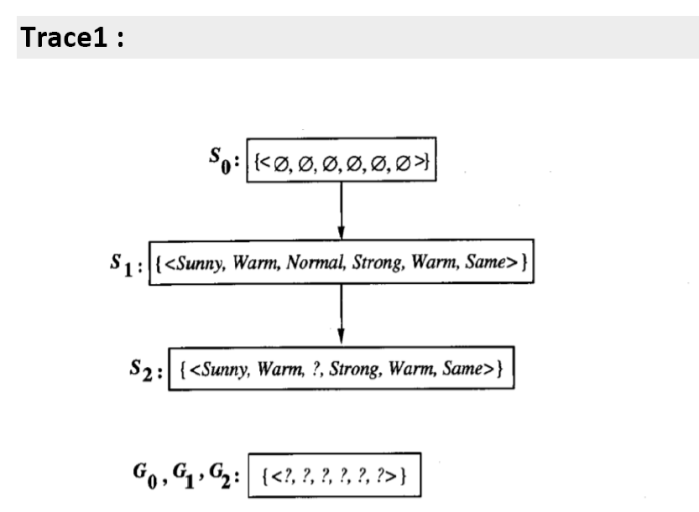 Trace1 :
S0: {<∅, ∅, ∅, ∅, ∅, ∅>}
S1: {<Sunny, Warm, Normal, Strong, Warm, Same>}
S2: {<Sunny, Warm, ?, Strong, Warm, Same>}
G0, G1, G2: {<?, ?, ?, ?, ?, ?>}